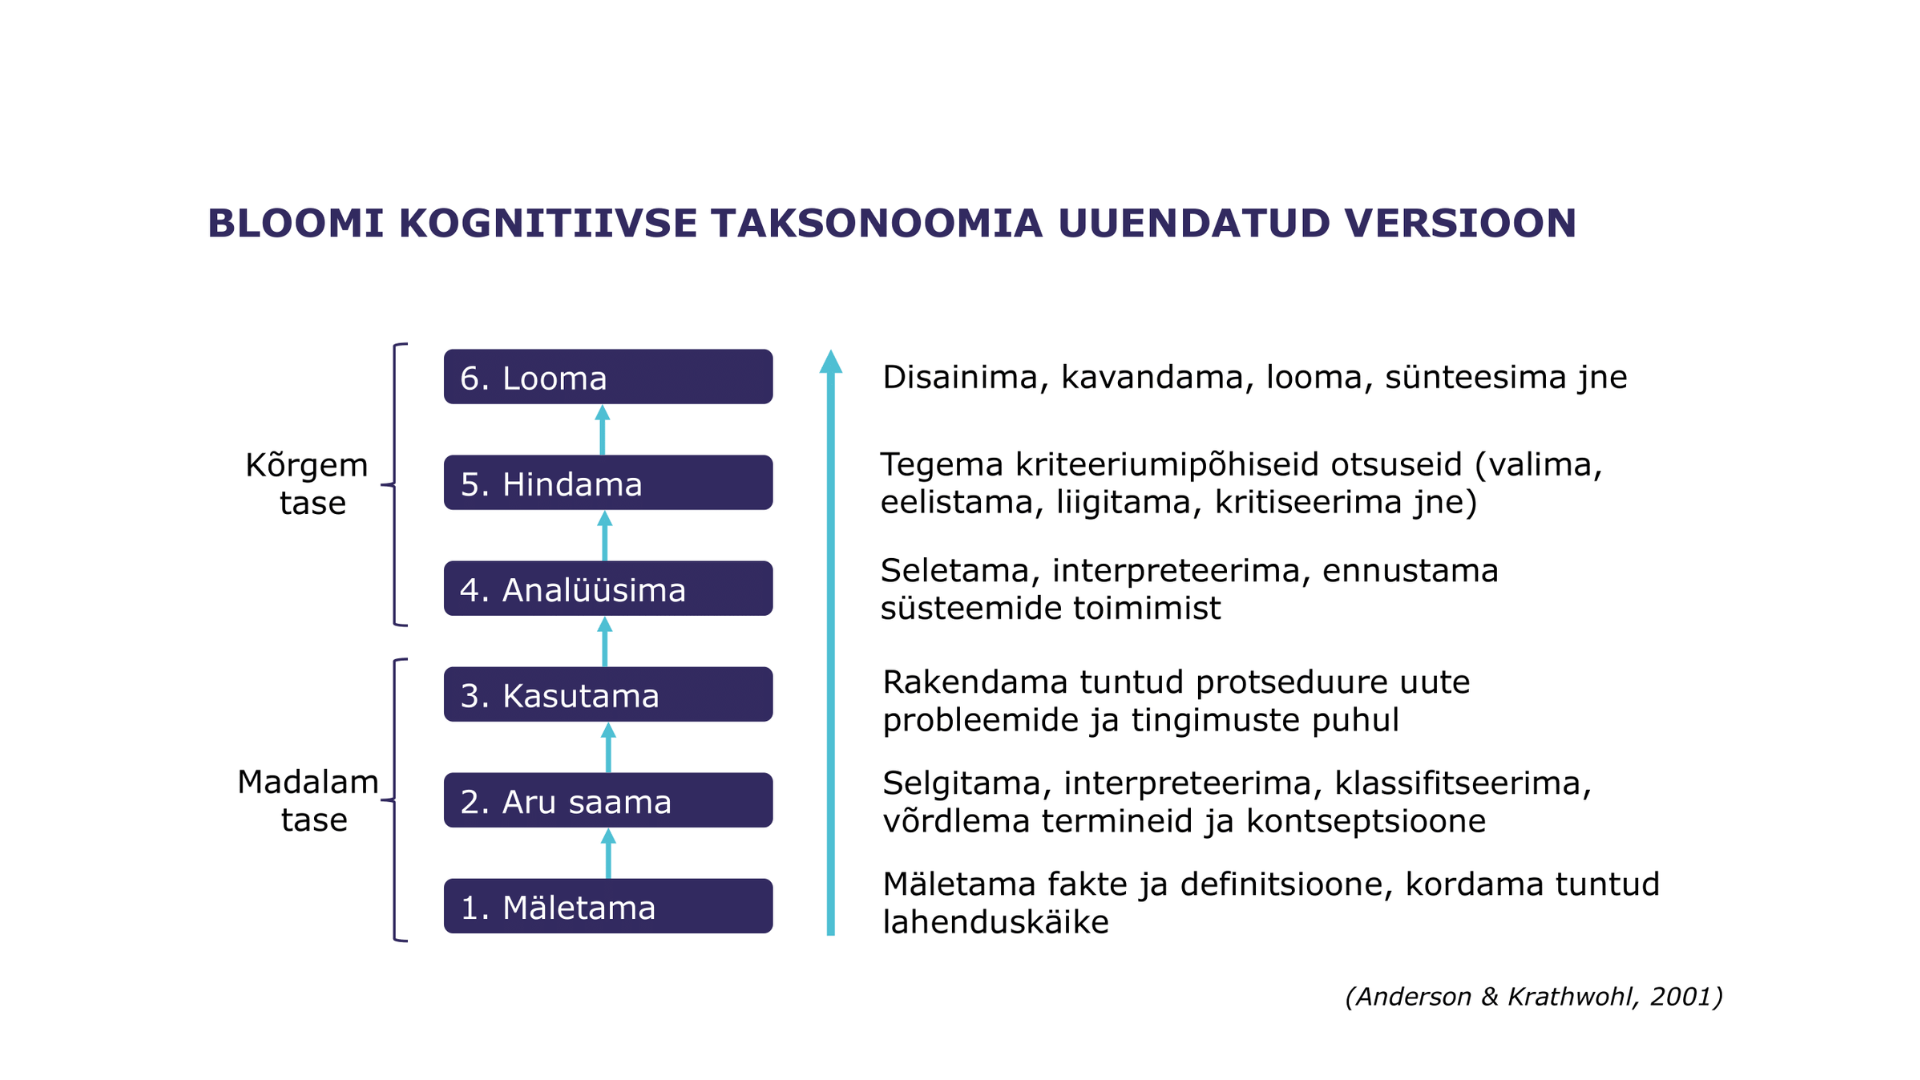 BLOOMI KOGNITIIVSE TAKSONOOMIA UUENDATUD VERSIOON
Kõrgem
tase
6. Looma
Disainima, kavandama, looma, sünteesima jne
5. Hindama
Tegema kriteeriumipõhiseid otsuseid (valima,
eelistama, liigitama, kritiseerima jne)
4. Analüüsima
Seletama, interpreteerima, ennustama
süsteemide toimimist
Madalam
tase
3. Kasutama
Rakendama tuntud protseduure uute
probleemide ja tingimuste puhul
2. Aru saama
Selgitama, interpreteerima, klassifitseerima,
võrdlema termineid ja kontseptsioone
1. Mäletama
Mäletama fakte ja definitsioone, kordama tuntud
lahenduskäike
(Anderson & Krathwohl, 2001)